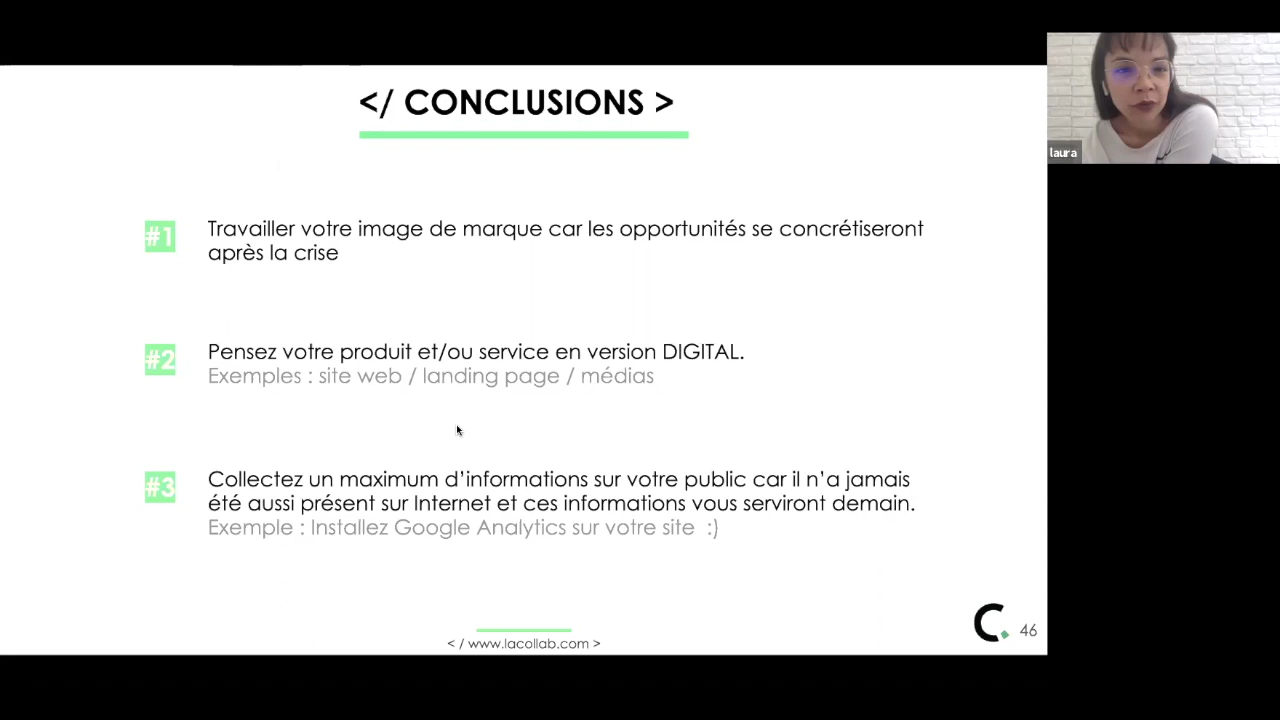 </ CONCLUSIONS >
laura
#1
Travailler votre image de marque car les opportunités se concrétiseront
après la crise
#2
Pensez votre produit et/ou service en version DIGITAL.
Exemples : site web / landing page / médias
#3
Collectez un maximum d’informations sur votre public car il n’a jamais
été aussi présent sur Internet et ces informations vous serviront demain.
Exemple : Installez Google Analytics sur votre site :)
C.
46
< / www.lacollab.com >